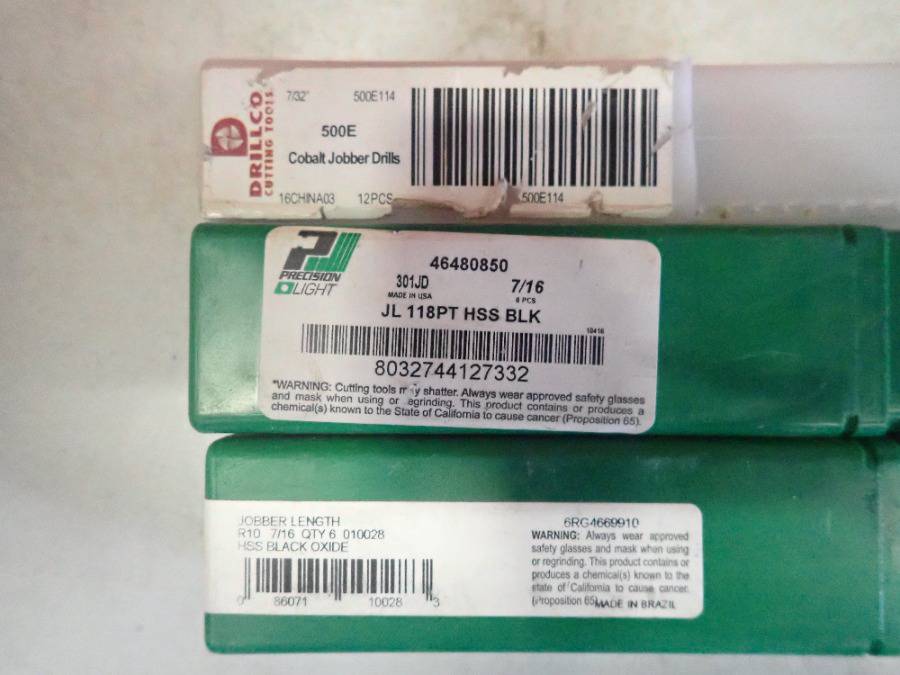 DRILLCO
CUTTING TOOLS
7/32" 500E114
500E
Cobalt Jobber Drills
16CHINA03 12PCS
500E114
PRECISION
LIGHT
46480850
301JD 7/16
MADE IN USA 6 PCS
JL 118PT HSS BLK
10416
8032744127332
*WARNING: Cutting tools may shatter. Always wear approved safety glasses
and mask when using or regrinding. This product contains or produces a
chemical(s) known to the State of California to cause cancer (Proposition 65).
JOBBER LENGTH
R10 7/16 QTY 6 010028
HSS BLACK OXIDE
0 86071 10028 3
6RG4669910
WARNING: Always wear approved
safety glasses and mask when using
or regrinding. This product contains or
produces a chemical(s) known to the
state of California to cause cancer.
(Proposition 65)
MADE IN BRAZIL